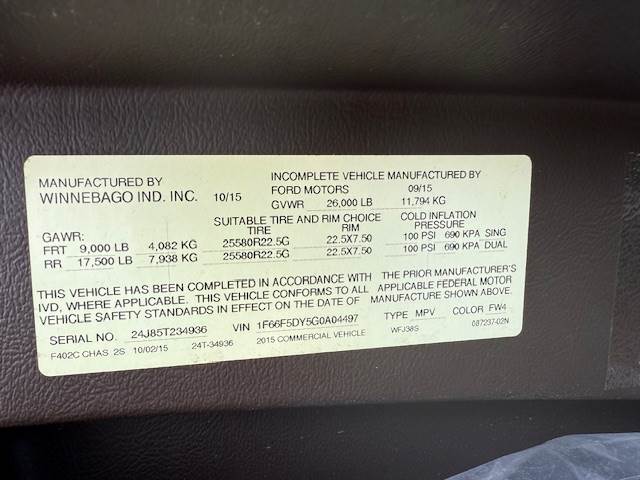 MANUFACTURED BY
WINNEBAGO IND. INC. 10/15
INCOMPLETE VEHICLE MANUFACTURED BY
FORD MOTORS 09/15
GVWR 26,000 LB 11,794 KG
SUITABLE TIRE AND RIM CHOICE
COLD INFLATION
GAWR: TIRE RIM PRESSURE
FRT 9,000 LB 4,082 KG 25580R22.5G 22.5X7.50 100 PSI 690 KPA SING
RR 17,500 LB 7,938 KG 25580R22.5G 22.5X7.50 100 PSI 690 KPA DUAL
THIS VEHICLE HAS BEEN COMPLETED IN ACCORDANCE WITH THE PRIOR MANUFACTURER'S
IVD, WHERE APPLICABLE. THIS VEHICLE CONFORMS TO ALL APPLICABLE FEDERAL MOTOR
VEHICLE SAFETY STANDARDS IN EFFECT ON THE DATE OF MANUFACTURE SHOWN ABOVE.
SERIAL 24J85T234936 VIN 1F66F5DY5G0A04497 TYPE MPV COLOR FW4
F402C CHAS 2S 10/02/15 24T-34936 2015 COMMERCIAL VEHICLE WFJ38S 087237-02N